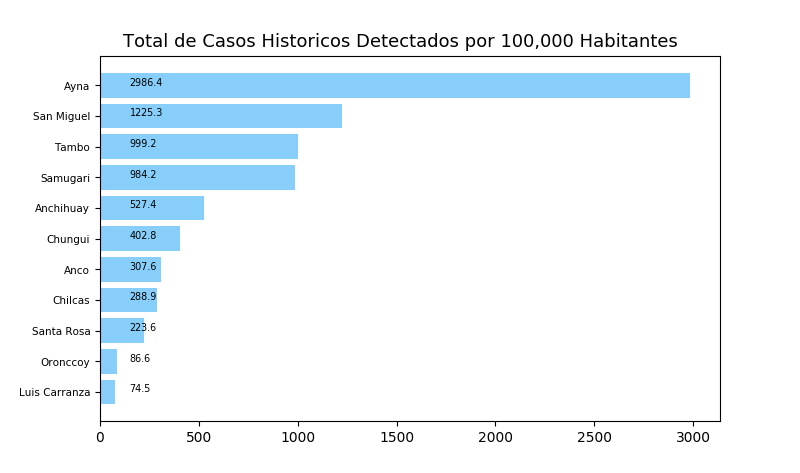 Total de Casos Historicos Detectados por 100,000 Habitantes
Ayna 2986.4
San Miguel 1225.3
Tambo 999.2
Samugari 984.2
Anchihuay 527.4
Chungui 402.8
Anco 307.6
Chilcas 288.9
Santa Rosa 223.6
Oronccoy 86.6
Luis Carranza 74.5
0 500 1000 1500 2000 2500 3000